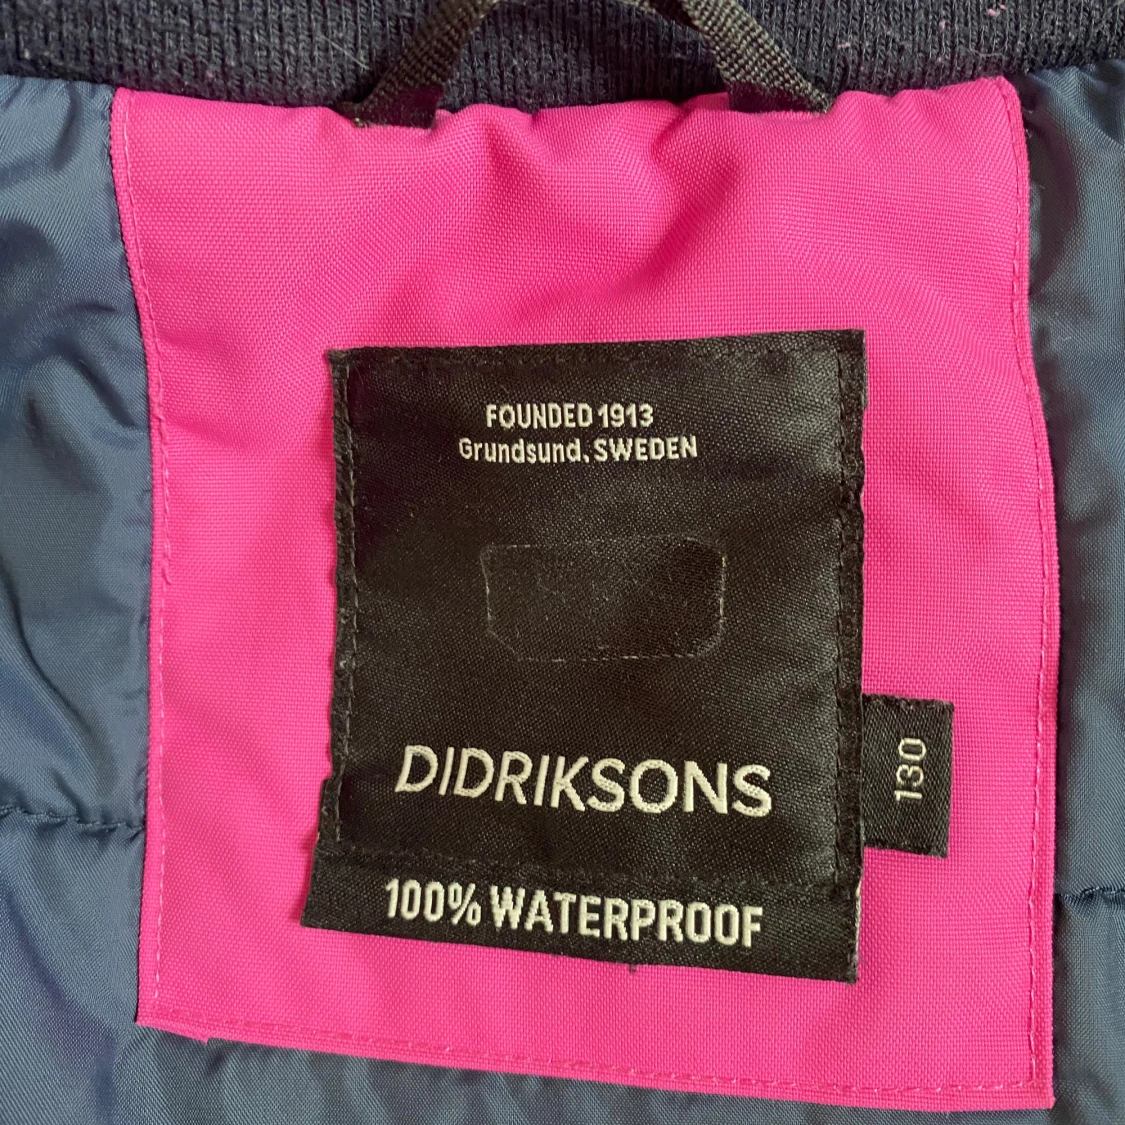 FOUNDED 1913
Grundsund, SWEDEN
DIDRIKSONS
130
100% WATERPROOF